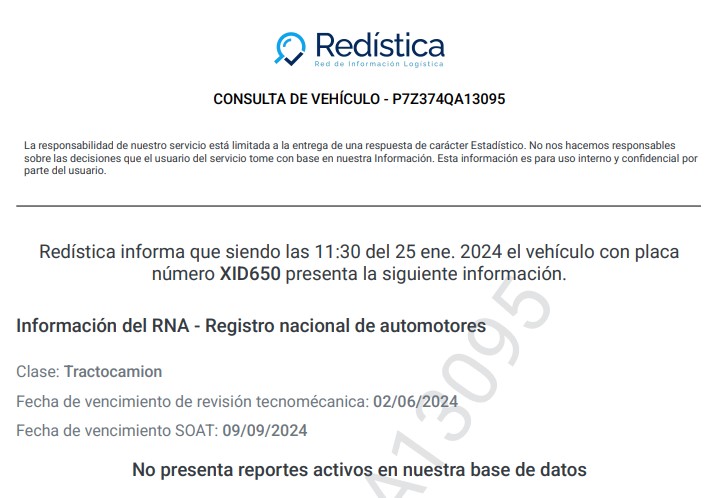 Redística
Red de Información Logística
CONSULTA DE VEHÍCULO - P7Z374QA13095
La responsabilidad de nuestro servicio está limitada a la entrega de una respuesta de carácter Estadístico. No nos hacemos responsables
sobre las decisiones que el usuario del servicio tome con base en nuestra Información. Esta información es para uso interno y confidencial por
parte del usuario.
Redística informa que siendo las 11:30 del 25 ene. 2024 el vehículo con placa
número XID650 presenta la siguiente información.
Información del RNA - Registro nacional de automotores
Clase: Tractocamion
Fecha de vencimiento de revisión tecnomécanica: 02/06/2024
Fecha de vencimiento SOAT: 09/09/2024
No presenta reportes activos en nuestra base de datos
A13095